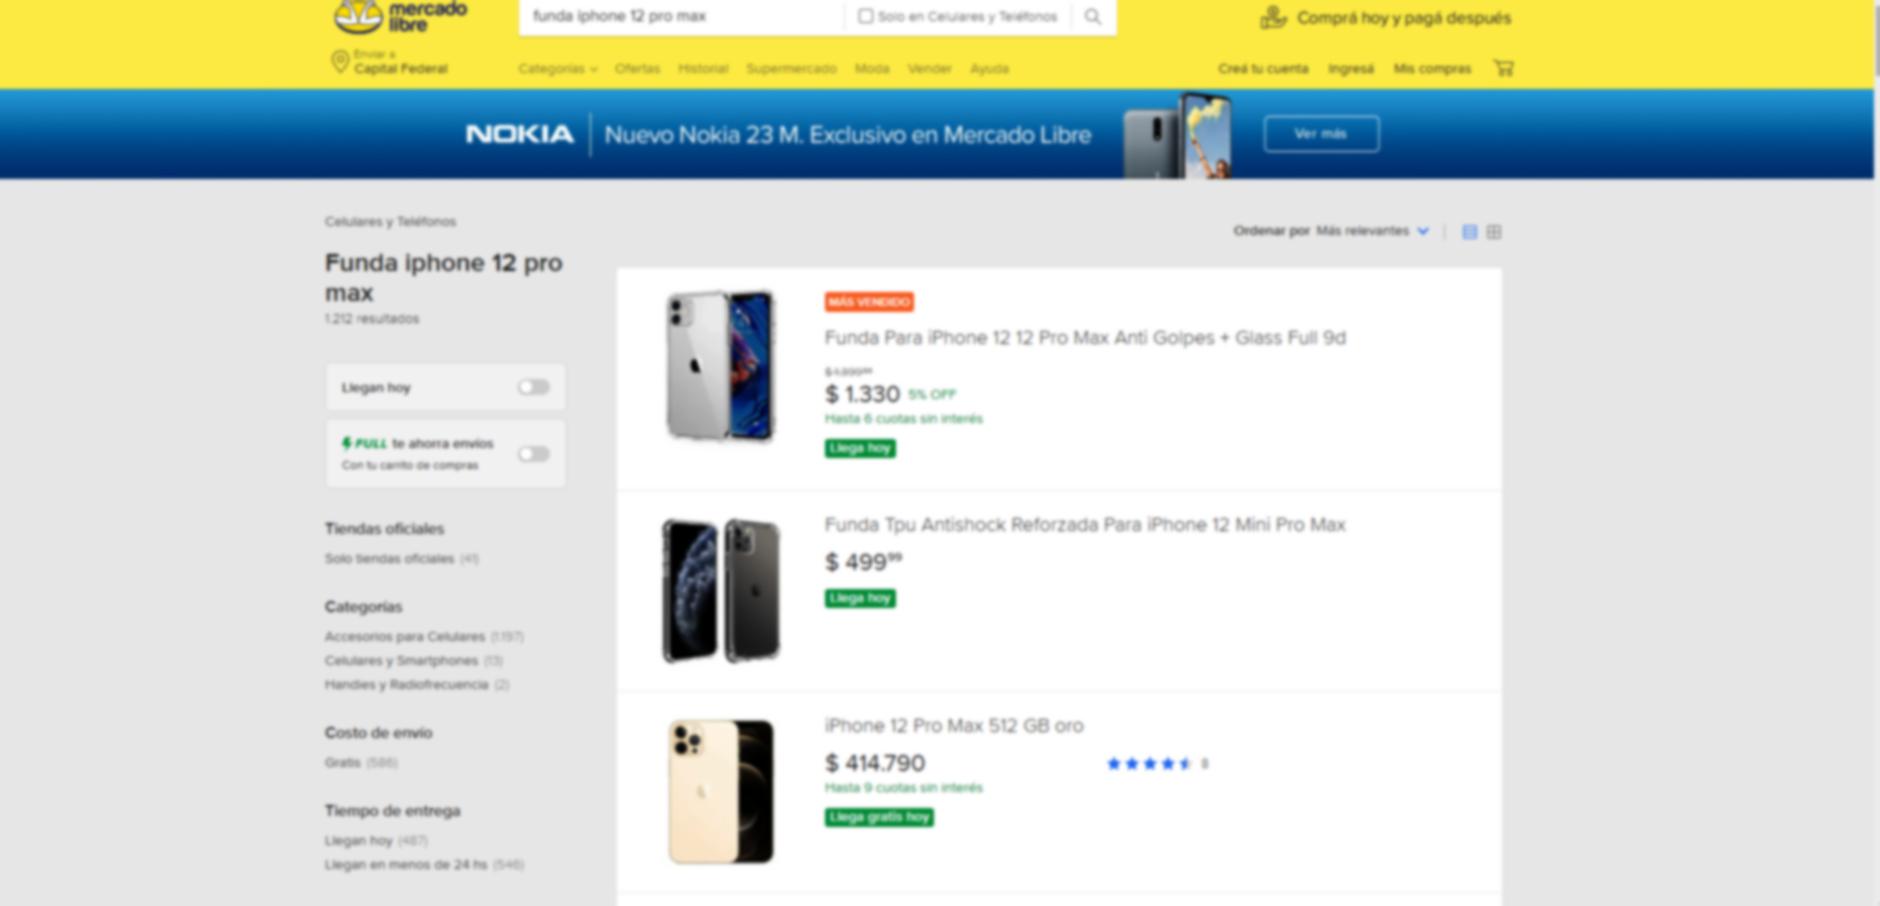 mercado
libre
funda iphone 12 pro max
Solo en Celulares y Teléfonos
Comprá hoy y pagá después
Enviar a
Capital Federal
Categorías Ofertas Historial Supermercado Moda Vender Ayuda
Creá tu cuenta Ingresá Mis compras
NOKIA Nuevo Nokia 23 M. Exclusivo en Mercado Libre
Ver más
Celulares y Teléfonos
Funda iphone 12 pro
max
1.212 resultados
Ordenar por Más relevantes
Llegan hoy
FULL te ahorra envíos
Con tu carrito de compras
Tiendas oficiales
Solo tiendas oficiales (41)
Categorías
Accesorios para Celulares (1.197)
Celulares y Smartphones (13)
Handies y Radiofrecuencia (2)
Costo de envío
Gratis (586)
Tiempo de entrega
Llegan hoy (487)
Llegan en menos de 24 hs (546)
MÁS VENDIDO
Funda Para iPhone 12 12 Pro Max Anti Golpes + Glass Full 9d
$ 1.330 5% OFF
Hasta 6 cuotas sin interés
Llega hoy
Funda Tpu Antishock Reforzada Para iPhone 12 Mini Pro Max
$ 499⁹⁹
Llega hoy
iPhone 12 Pro Max 512 GB oro
$ 414.790
8
Hasta 9 cuotas sin interés
Llega gratis hoy